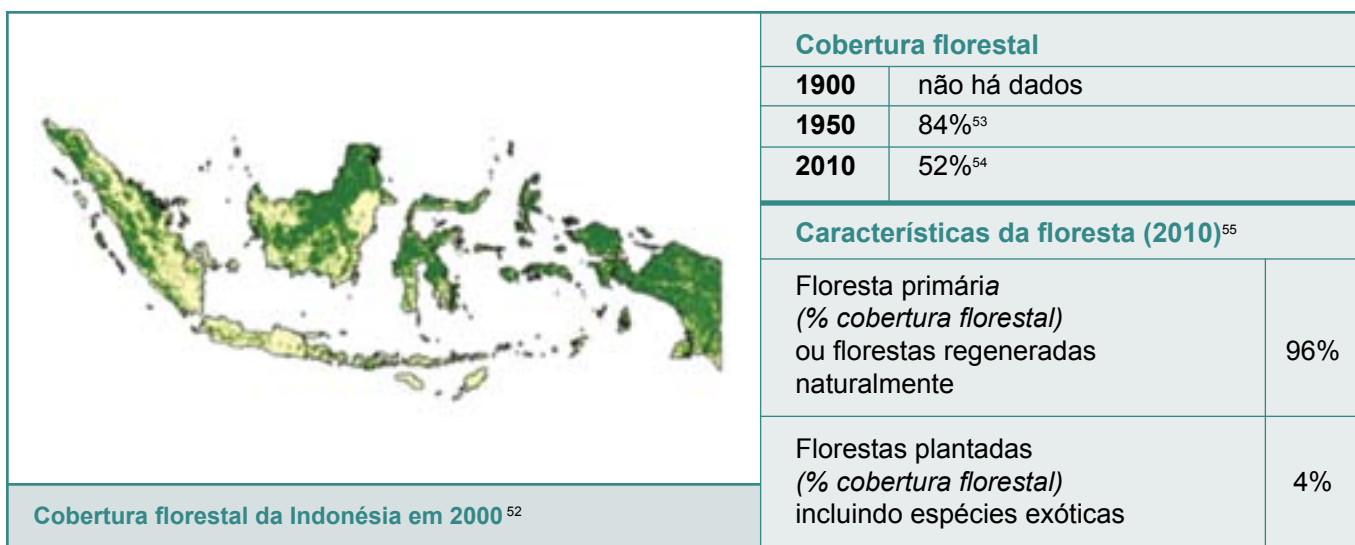 Cobertura florestal da Indonésia em 2000 52
Cobertura florestal
1900 não há dados
1950 84%53
2010 52%54
Características da floresta (2010)55
Floresta primária
(% cobertura florestal)
ou florestas regeneradas
naturalmente
96%
Florestas plantadas
(% cobertura florestal)
incluindo espécies exóticas
4%